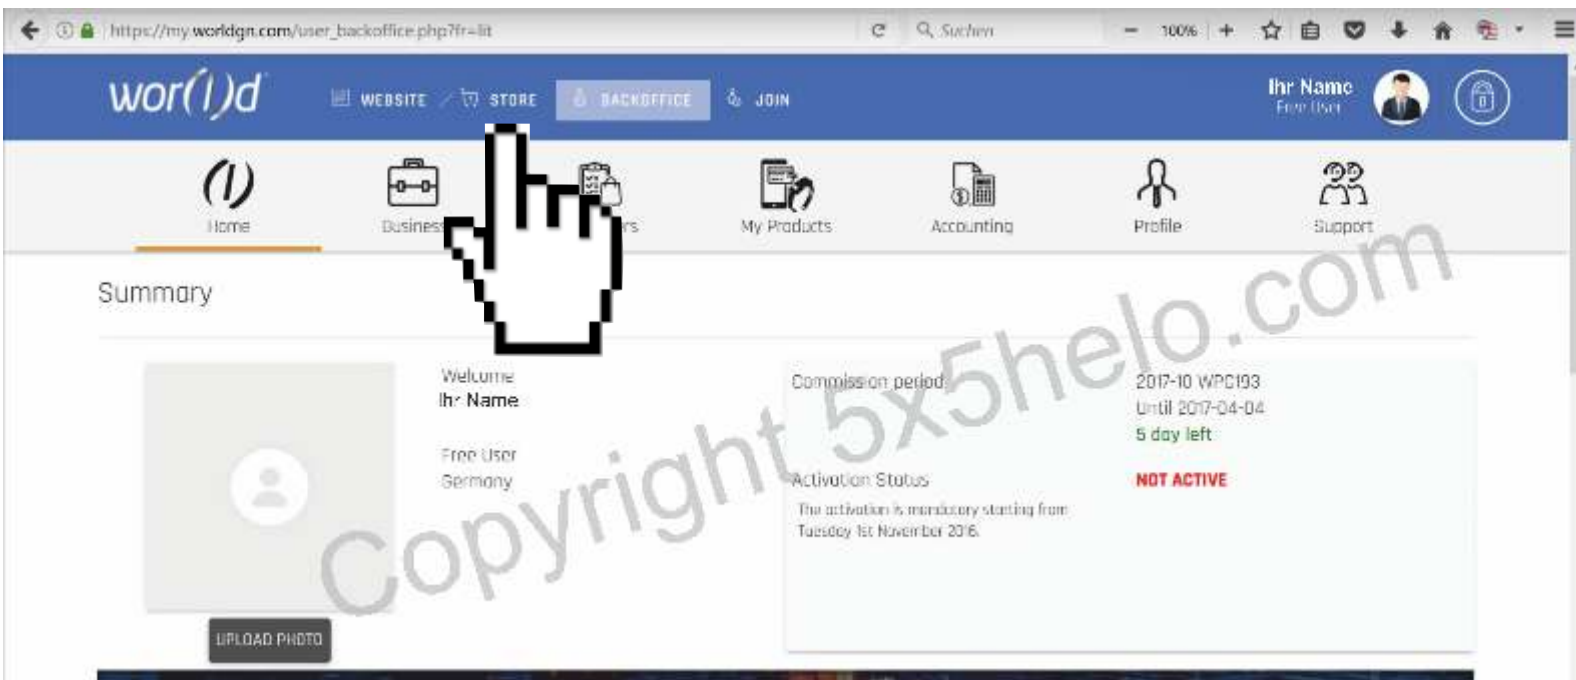 https://my.worldgn.com/user_backoffice.php?fr=lit
Suchen
100%
wor(l)d
WEBSITE / STORE
BACKOFFICE
JOIN
Ihr Name
Free User
Home
Business
rs
My Products
Accounting
Profile
Support
Summary
Welcome
Ihr Name
Free User
Germany
UPLOAD PHOTO
Commission period
2017-10 WPC193
Until 2017-04-04
5 day left
Activation Status
NOT ACTIVE
The activation is mandatory starting from
Tuesday 1st November 2016.
Copyright 5x5helo.com